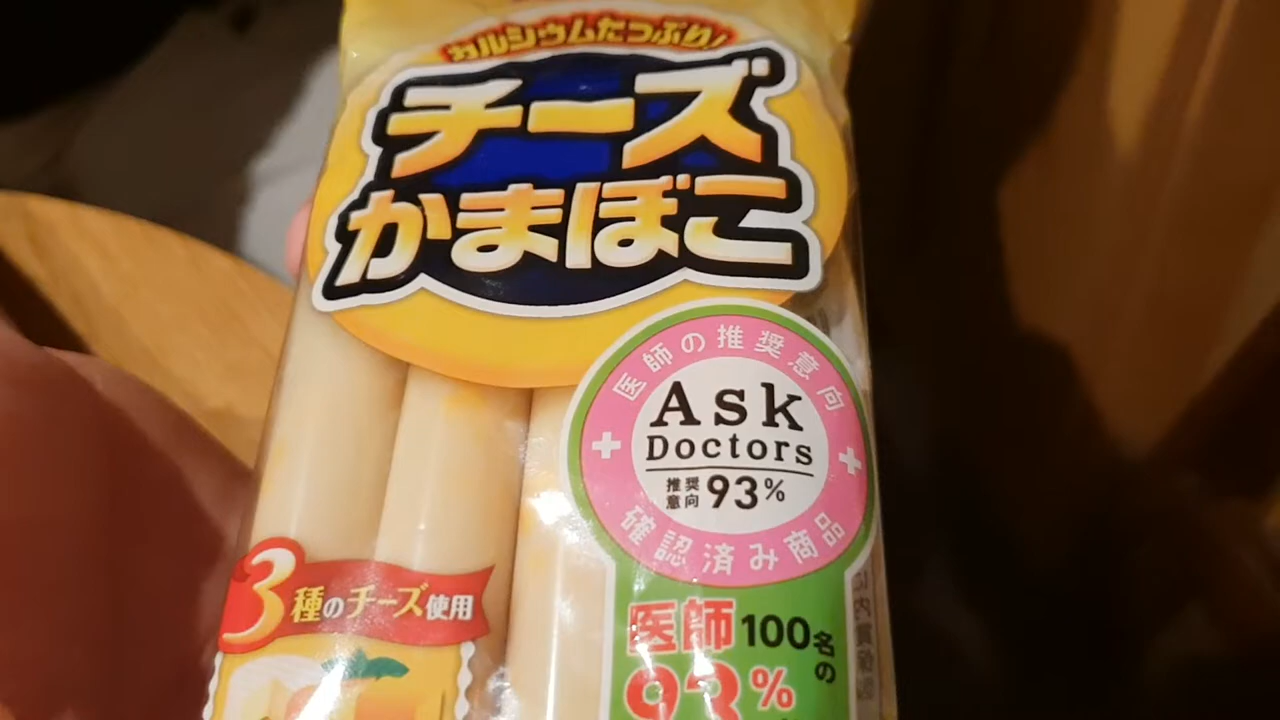 カルシウムたっぷり!
チーズ
かまぼこ
医師の推奨意向
Ask
Doctors
推奨
意向 93%
確認済み商品
3種のチーズ使用
医師100名の
93%